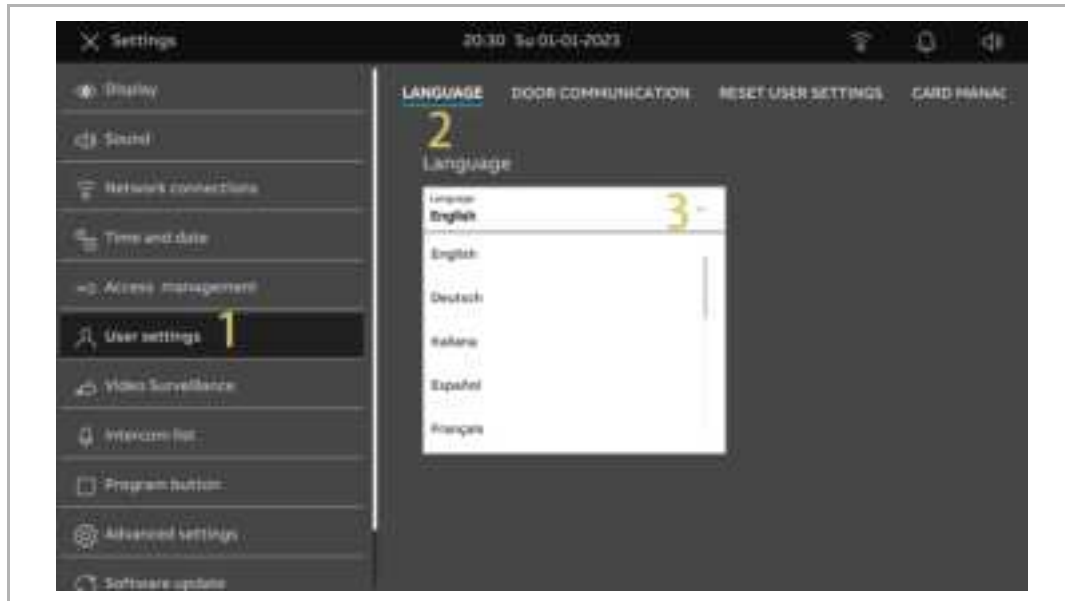 Settings
20:30 Su 01-01-2023
Display
Sound
Network connections
Time and date
Access management
User settings
1
Video Surveillance
Intercom list
Program button
Advanced settings
Software update
LANGUAGE DOOR COMMUNICATION RESET USER SETTINGS CARD MANAC
2
Language
Language
English
3
English
Deutsch
Italiano
Español
Français